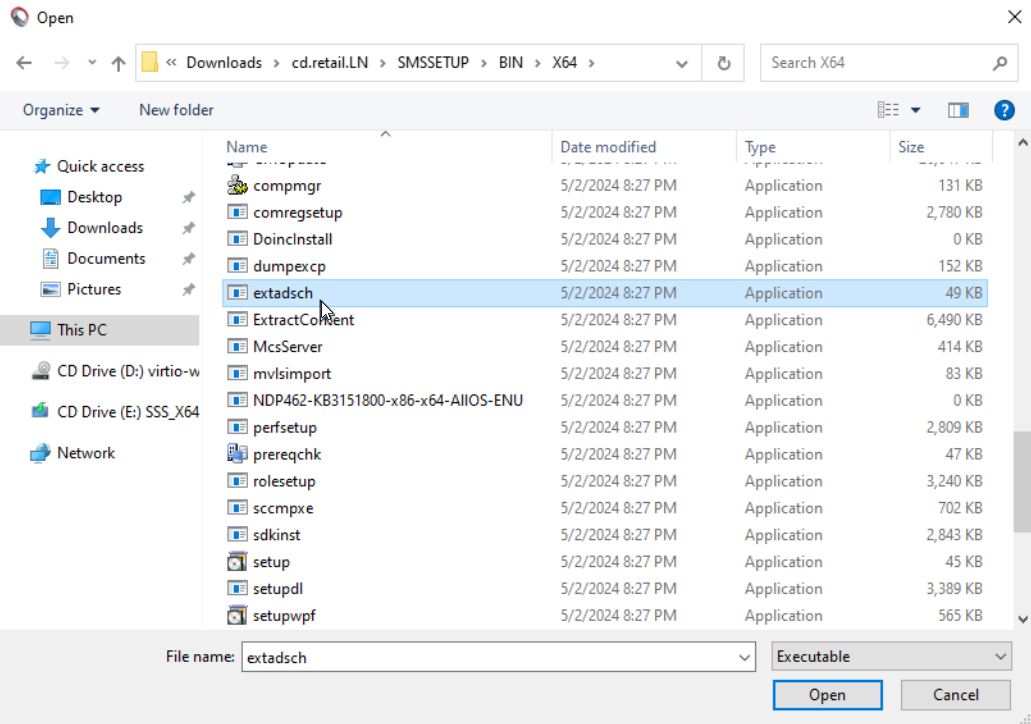 Open
« Downloads › cd.retail.LN › SMSSETUP › BIN › X64 ›
Search X64
Organize
New folder
?
Name
Date modified
Type
Size
Quick access
Desktop
Downloads
Documents
Pictures
This PC
CD Drive (D:) virtio-w
CD Drive (E:) SSS_X64
Network
compmgr 5/2/2024 8:27 PM Application 131 KB
comregsetup 5/2/2024 8:27 PM Application 2,780 KB
DoincInstall 5/2/2024 8:27 PM Application 0 KB
dumpexcp 5/2/2024 8:27 PM Application 152 KB
extadsch 5/2/2024 8:27 PM Application 49 KB
ExtractContent 5/2/2024 8:27 PM Application 6,490 KB
McsServer 5/2/2024 8:27 PM Application 414 KB
mvlsimport 5/2/2024 8:27 PM Application 83 KB
NDP462-KB3151800-x86-x64-AllOS-ENU 5/2/2024 8:27 PM Application 0 KB
perfsetup 5/2/2024 8:27 PM Application 2,809 KB
prereqchk 5/2/2024 8:27 PM Application 47 KB
rolesetup 5/2/2024 8:27 PM Application 3,240 KB
sccmpxe 5/2/2024 8:27 PM Application 702 KB
sdkinst 5/2/2024 8:27 PM Application 2,843 KB
setup 5/2/2024 8:27 PM Application 45 KB
setupdl 5/2/2024 8:27 PM Application 3,389 KB
setupwpf 5/2/2024 8:27 PM Application 565 KB
File name: extadsch
Executable
Open
Cancel